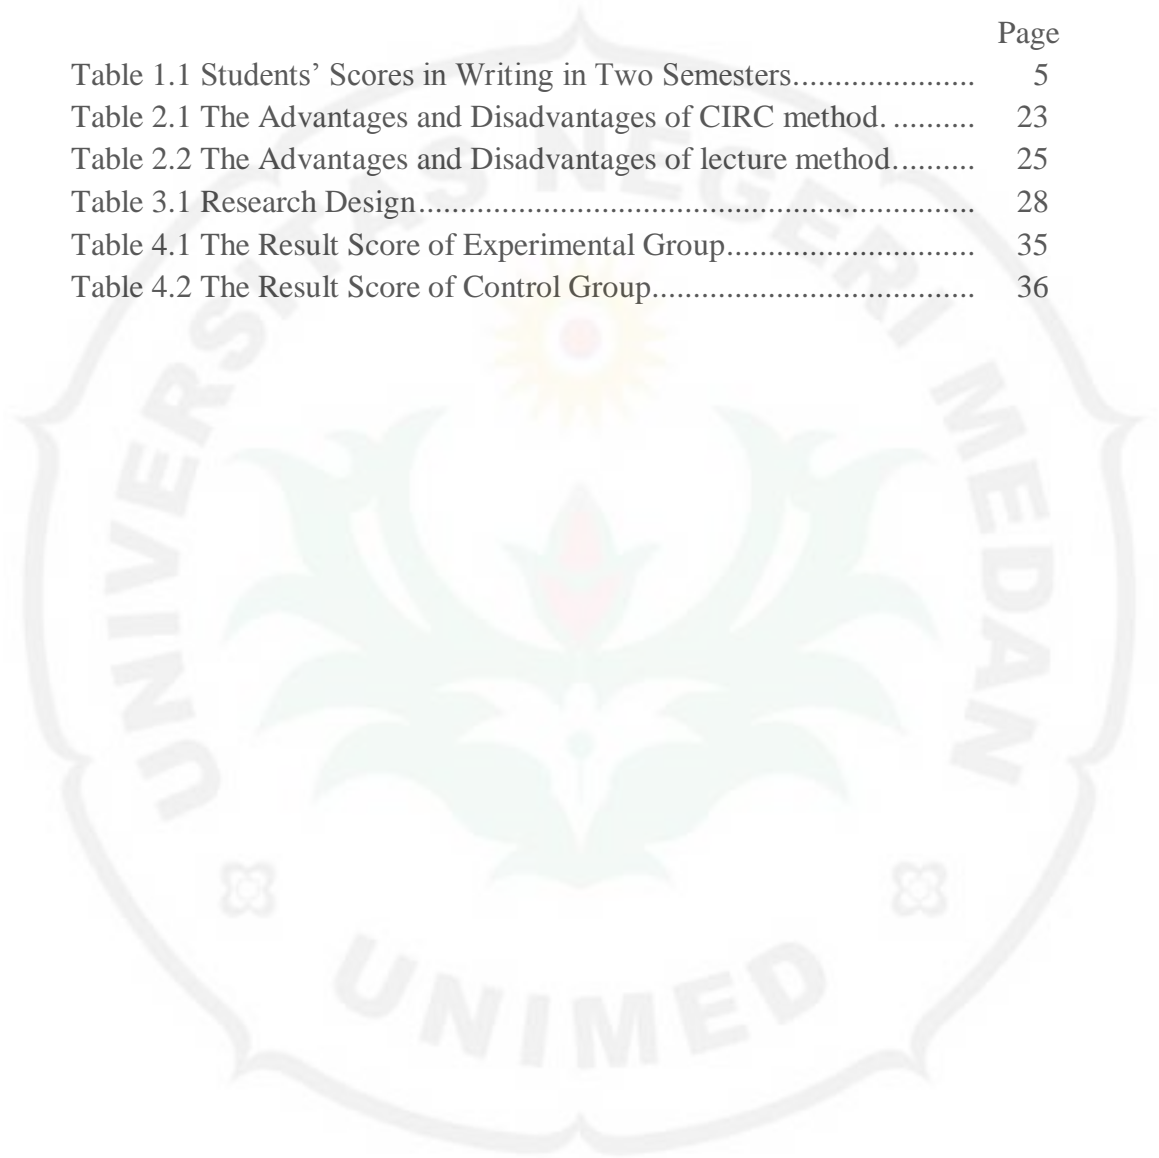 Page
Table 1.1 Students’ Scores in Writing in Two Semesters...................... 5
Table 2.1 The Advantages and Disadvantages of CIRC method. .......... 23
Table 2.2 The Advantages and Disadvantages of lecture method.......... 25
Table 3.1 Research Design................................................................... 28
Table 4.1 The Result Score of Experimental Group.............................. 35
Table 4.2 The Result Score of Control Group....................................... 36
UNIVERSITAS NEGERI MEDAN
UNIMED